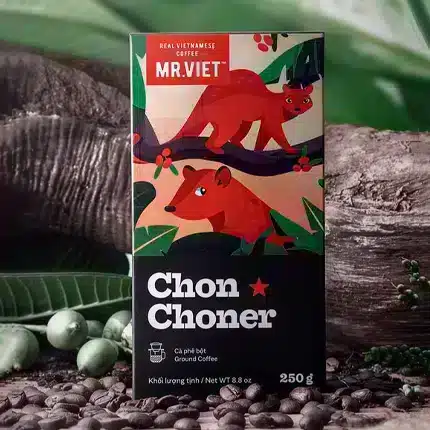 REAL VIETNAMESE
COFFEE
MR.VIET™
Chon
Choner
Cà phê bột
Ground Coffee
Khối lượng tịnh / Net WT 8.8 oz
250 g